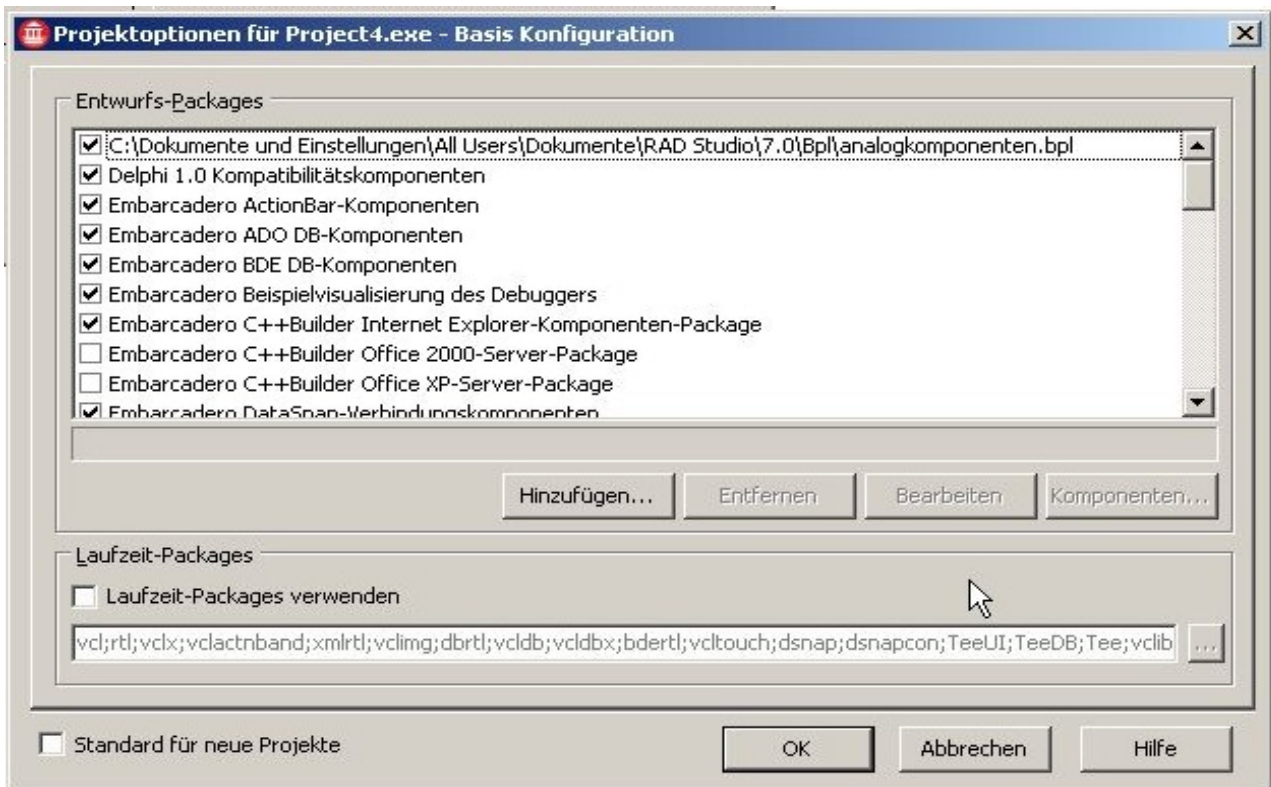 Projektoptionen für Project4.exe - Basis Konfiguration
Entwurfs-Packages
C:\Dokumente und Einstellungen\All Users\Dokumente\RAD Studio\7.0\Bpl\analogkomponenten.bpl
Delphi 1.0 Kompatibilitätskomponenten
Embarcadero ActionBar-Komponenten
Embarcadero ADO DB-Komponenten
Embarcadero BDE DB-Komponenten
Embarcadero Beispielvisualisierung des Debuggers
Embarcadero C++Builder Internet Explorer-Komponenten-Package
Embarcadero C++Builder Office 2000-Server-Package
Embarcadero C++Builder Office XP-Server-Package
Embarcadero DataSnap-Verbindungskomponenten
Hinzufügen... Entfernen Bearbeiten Komponenten...
Laufzeit-Packages
Laufzeit-Packages verwenden
vcl;rtl;vclx;vclactnband;xmlrtl;vclimg;dbrtl;vcldb;vcldbx;bdertl;vcltouch;dsnap;dsnapcon;TeeUI;TeeDB;Tee;vclib ...
Standard für neue Projekte OK Abbrechen Hilfe